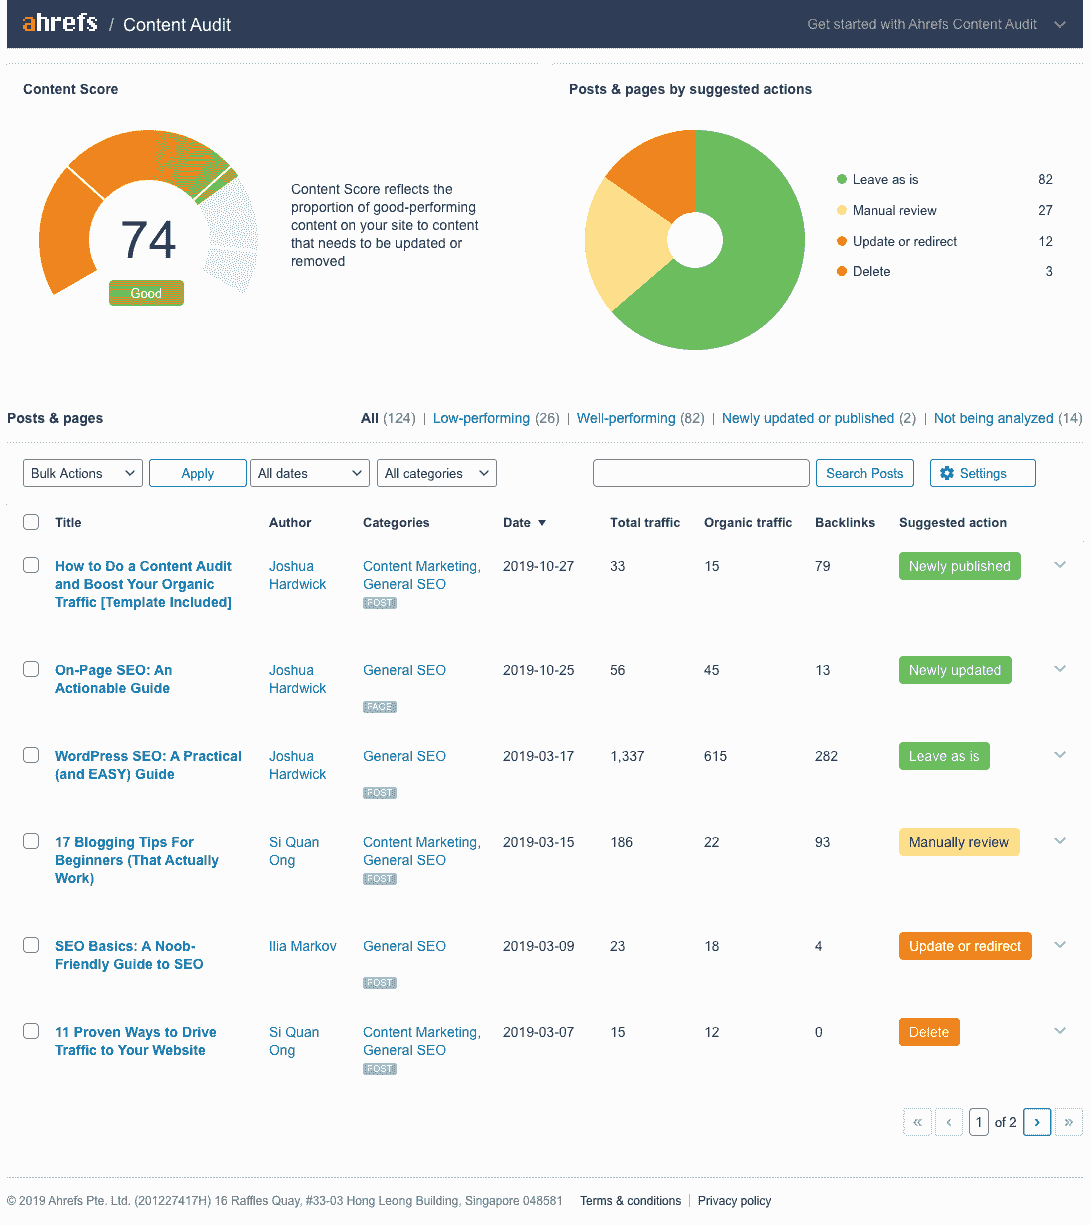 ahrefs / Content Audit
Get started with Ahrefs Content Audit
Content Score
74
Good
Content Score reflects the
proportion of good-performing
content on your site to content
that needs to be updated or
removed
Posts & pages by suggested actions
Leave as is 82
Manual review 27
Update or redirect 12
Delete 3
Posts & pages
All (124) | Low-performing (26) | Well-performing (82) | Newly updated or published (2) | Not being analyzed (14)
Bulk Actions Apply All dates All categories Search Posts Settings
Title Author Categories Date ▼ Total traffic Organic traffic Backlinks Suggested action
How to Do a Content Audit Joshua Content Marketing, 2019-10-27 33 15 79 Newly published
and Boost Your Organic Hardwick General SEO
Traffic [Template Included] POST
On-Page SEO: An Joshua General SEO 2019-10-25 56 45 13 Newly updated
Actionable Guide Hardwick
PAGE
WordPress SEO: A Practical Joshua General SEO 2019-03-17 1,337 615 282 Leave as is
(and EASY) Guide Hardwick
POST
17 Blogging Tips For Si Quan Content Marketing, 2019-03-15 186 22 93 Manually review
Beginners (That Actually Ong General SEO
Work) POST
SEO Basics: A Noob- Ilia Markov General SEO 2019-03-09 23 18 4 Update or redirect
Friendly Guide to SEO
POST
11 Proven Ways to Drive Si Quan Content Marketing, 2019-03-07 15 12 0 Delete
Traffic to Your Website Ong General SEO
POST
« ‹ 1 of 2 › »
© 2019 Ahrefs Pte. Ltd. (201227417H) 16 Raffles Quay, #33-03 Hong Leong Building, Singapore 048581 Terms & conditions | Privacy policy